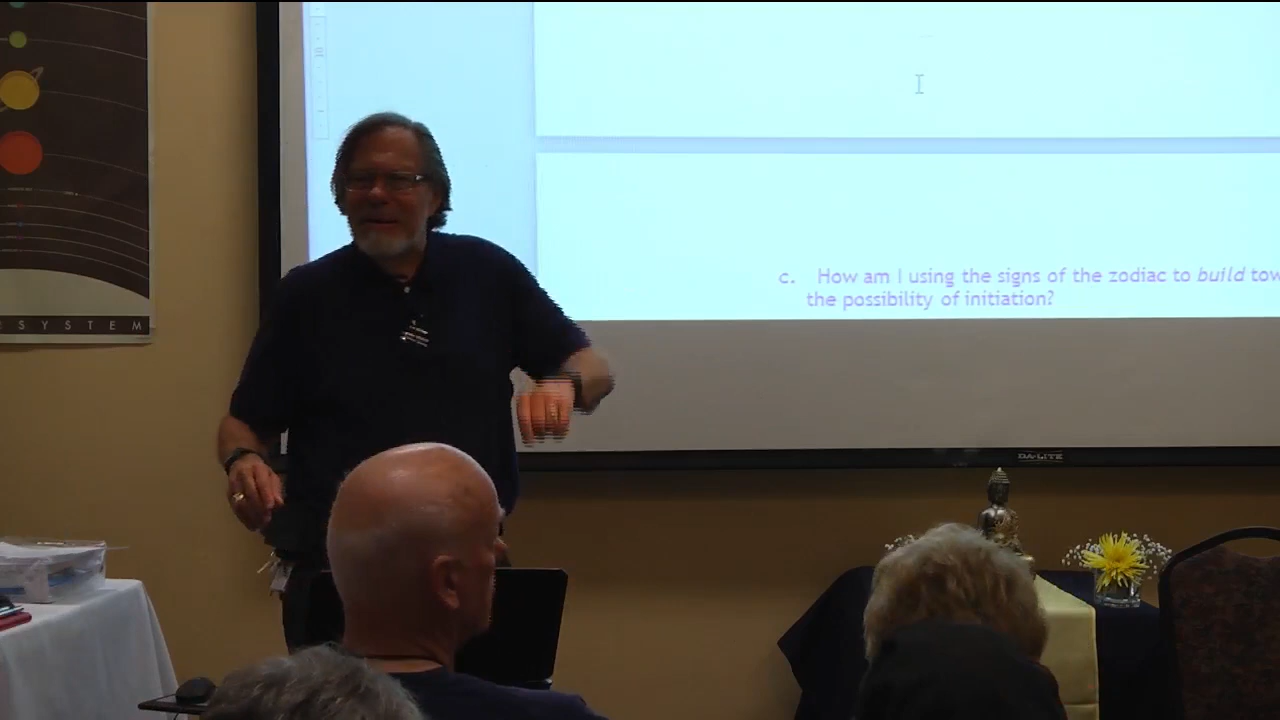 c. How am I using the signs of the zodiac to build tow
the possibility of initiation?
R SYSTEM
DA-LITE